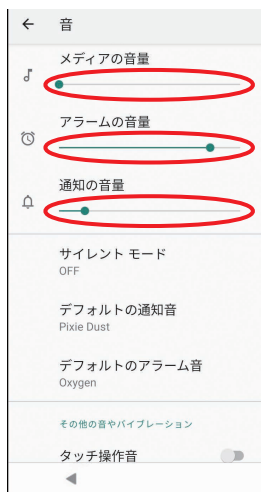 音
メディアの音量
アラームの音量
通知の音量
サイレント モード
OFF
デフォルトの通知音
Pixie Dust
デフォルトのアラーム音
Oxygen
その他の音やバイブレーション
タッチ操作音